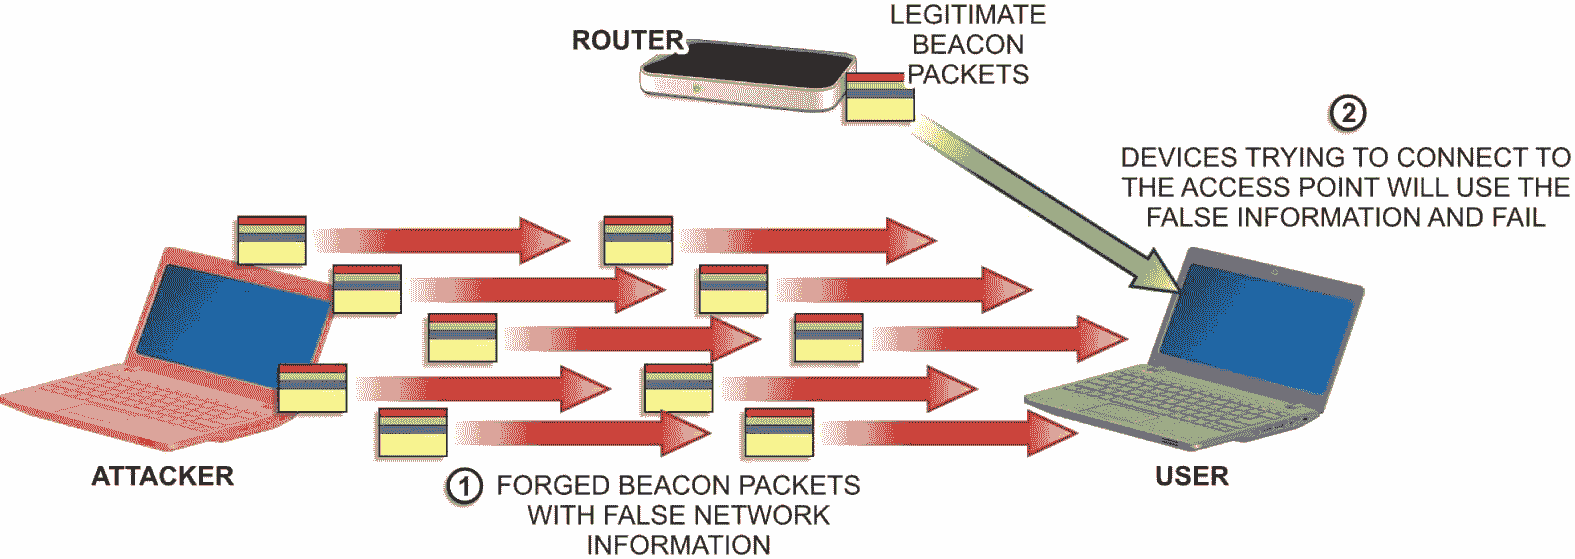 LEGITIMATE
BEACON
PACKETS
ROUTER
2
DEVICES TRYING TO CONNECT TO
THE ACCESS POINT WILL USE THE
FALSE INFORMATION AND FAIL
ATTACKER
USER
1 FORGED BEACON PACKETS
WITH FALSE NETWORK
INFORMATION